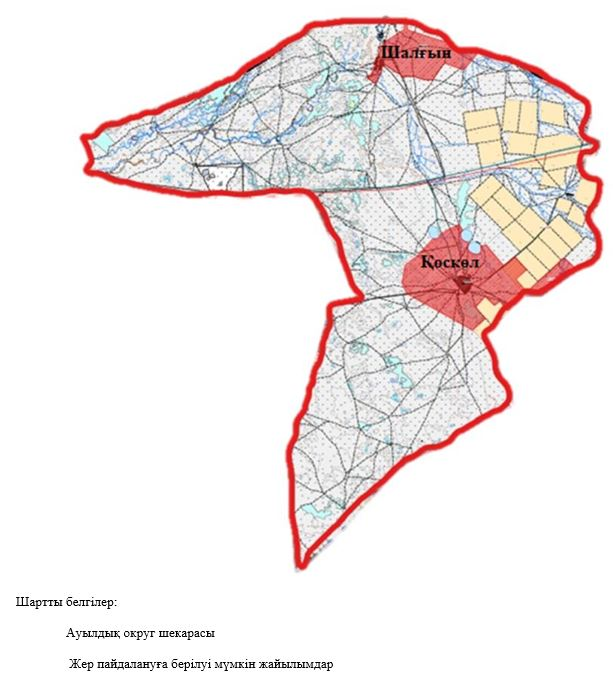 Шалғын
Қоскөл
Шартты белгілер:
Ауылдық округ шекарасы
Жер пайдалануға берілуі мүмкін жайылымдар